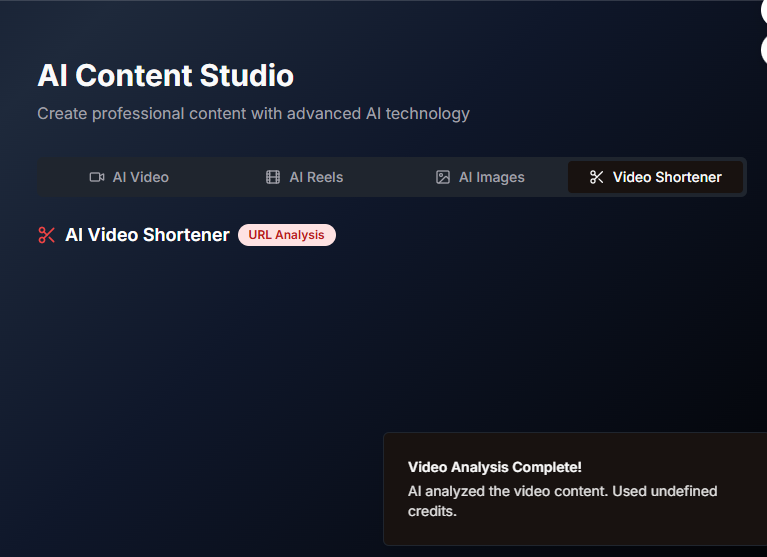 AI Content Studio
Create professional content with advanced AI technology
AI Video
AI Reels
AI Images
Video Shortener
AI Video Shortener
URL Analysis
Video Analysis Complete!
AI analyzed the video content. Used undefined
credits.